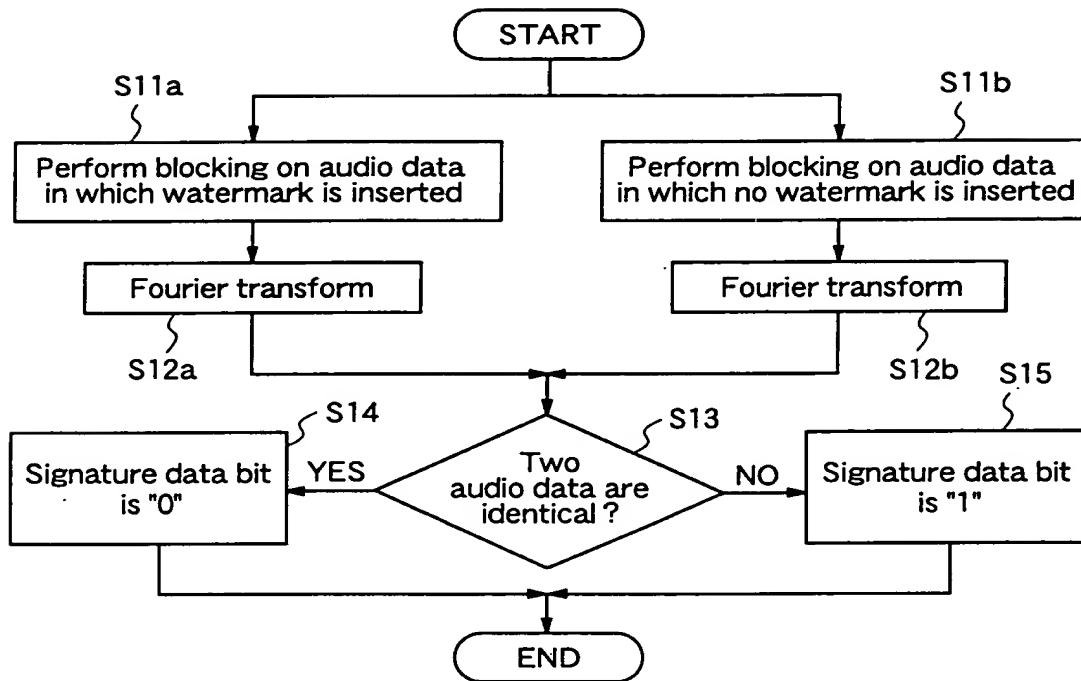 START
S11a
S11b
Perform blocking on audio data
in which watermark is inserted
Perform blocking on audio data
in which no watermark is inserted
Fourier transform
Fourier transform
S12a
S12b
S14
S13
S15
Signature data bit
is "0"
YES
Two
audio data are
identical ?
NO
Signature data bit
is "1"
END